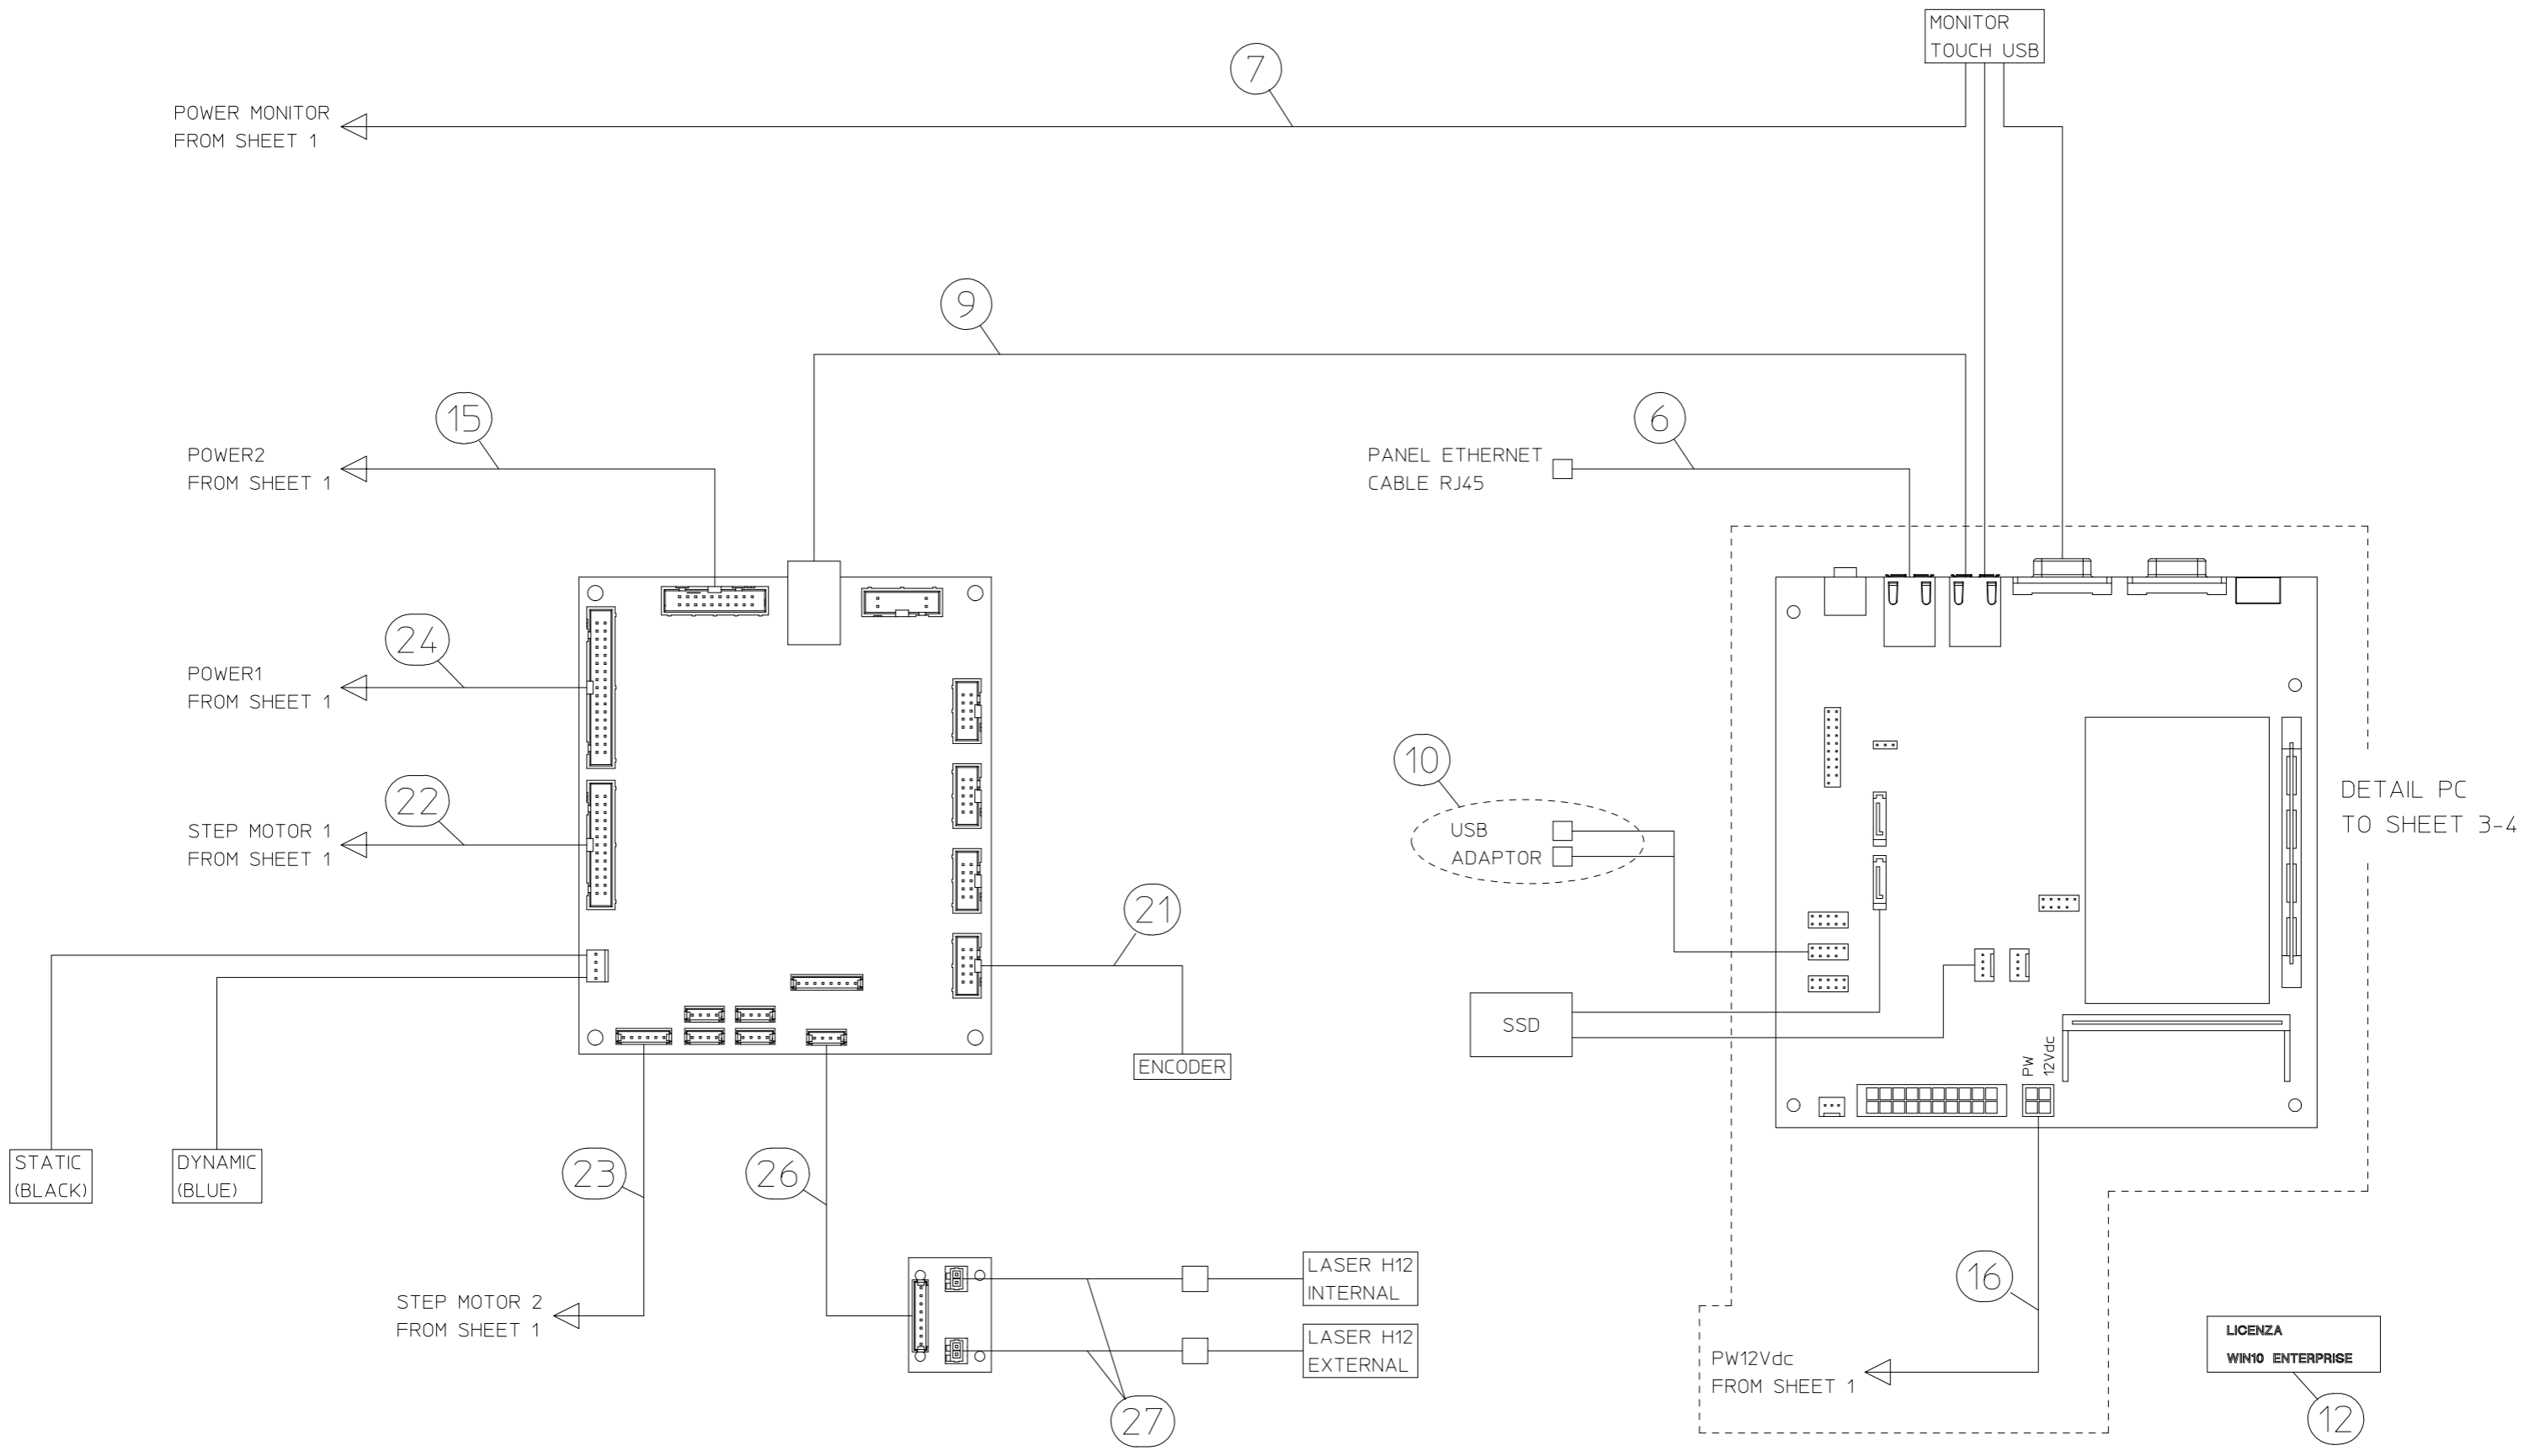 MONITOR
TOUCH USB
7
POWER MONITOR
FROM SHEET 1
9
15
6
POWER2
FROM SHEET 1
PANEL ETHERNET
CABLE RJ45
24
POWER1
FROM SHEET 1
10
22
STEP MOTOR 1
FROM SHEET 1
USB
ADAPTOR
DETAIL PC
TO SHEET 3-4
21
SSD
ENCODER
PW
12Vdc
STATIC
(BLACK)
DYNAMIC
(BLUE)
23
26
16
LASER H12
INTERNAL
STEP MOTOR 2
FROM SHEET 1
LASER H12
EXTERNAL
LICENZA
WIN10 ENTERPRISE
PW12Vdc
FROM SHEET 1
27
12